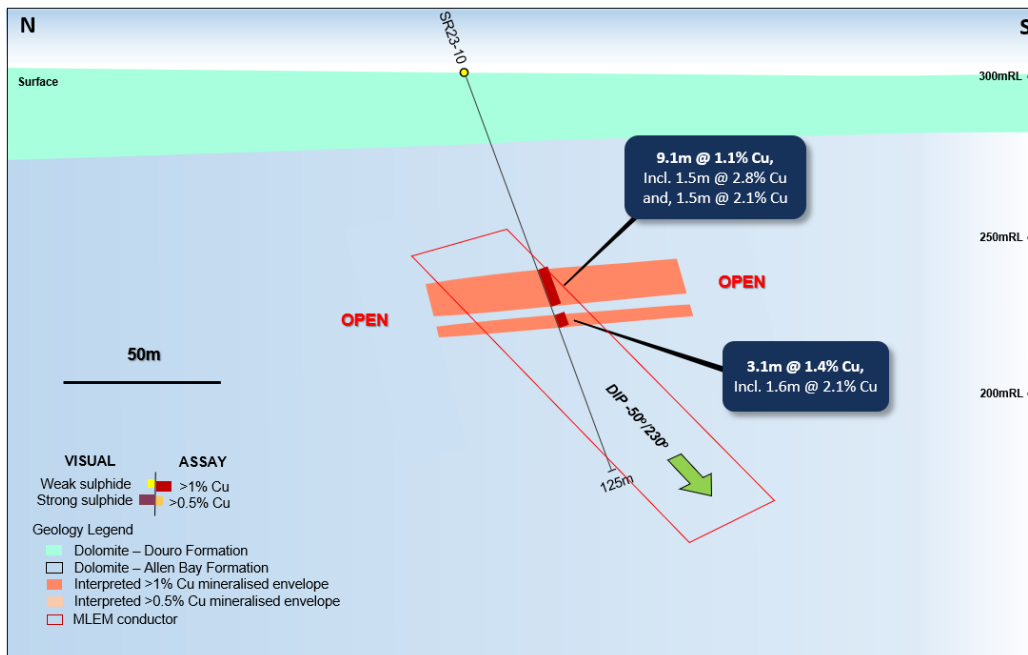 N
S
SR23-10
Surface
300mRL
9.1m @ 1.1% Cu,
Incl. 1.5m @ 2.8% Cu
and, 1.5m @ 2.1% Cu
250mRL
OPEN
OPEN
50m
3.1m @ 1.4% Cu,
Incl. 1.6m @ 2.1% Cu
200mRL
DIP -50º/230º
125m
VISUAL ASSAY
Weak sulphide >1% Cu
Strong sulphide >0.5% Cu
Geology Legend
Dolomite – Douro Formation
Dolomite – Allen Bay Formation
Interpreted >1% Cu mineralised envelope
Interpreted >0.5% Cu mineralised envelope
MLEM conductor